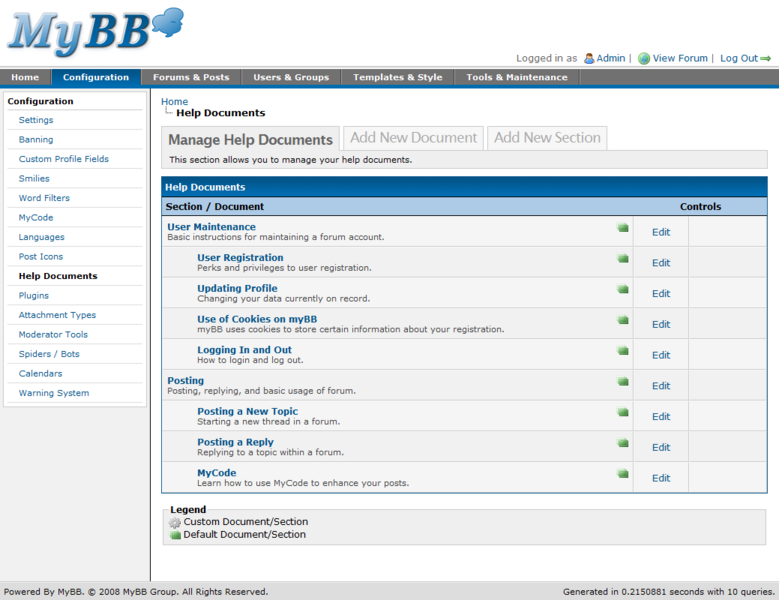 MyBB
Logged in as Admin | View Forum | Log Out
Home Configuration Forums & Posts Users & Groups Templates & Style Tools & Maintenance
Configuration
Settings
Banning
Custom Profile Fields
Smilies
Word Filters
MyCode
Languages
Post Icons
Help Documents
Plugins
Attachment Types
Moderator Tools
Spiders / Bots
Calendars
Warning System
Home
Help Documents
Manage Help Documents Add New Document Add New Section
This section allows you to manage your help documents.
Help Documents
Section / Document Controls
User Maintenance
Basic instructions for maintaining a forum account.
Edit
User Registration
Perks and privileges to user registration.
Edit
Updating Profile
Changing your data currently on record.
Edit
Use of Cookies on myBB
myBB uses cookies to store certain information about your registration.
Edit
Logging In and Out
How to login and log out.
Edit
Posting
Posting, replying, and basic usage of forum.
Edit
Posting a New Topic
Starting a new thread in a forum.
Edit
Posting a Reply
Replying to a topic within a forum.
Edit
MyCode
Learn how to use MyCode to enhance your posts.
Edit
Legend
Custom Document/Section
Default Document/Section
Powered By MyBB. © 2008 MyBB Group. All Rights Reserved. Generated in 0.2150881 seconds with 10 queries.